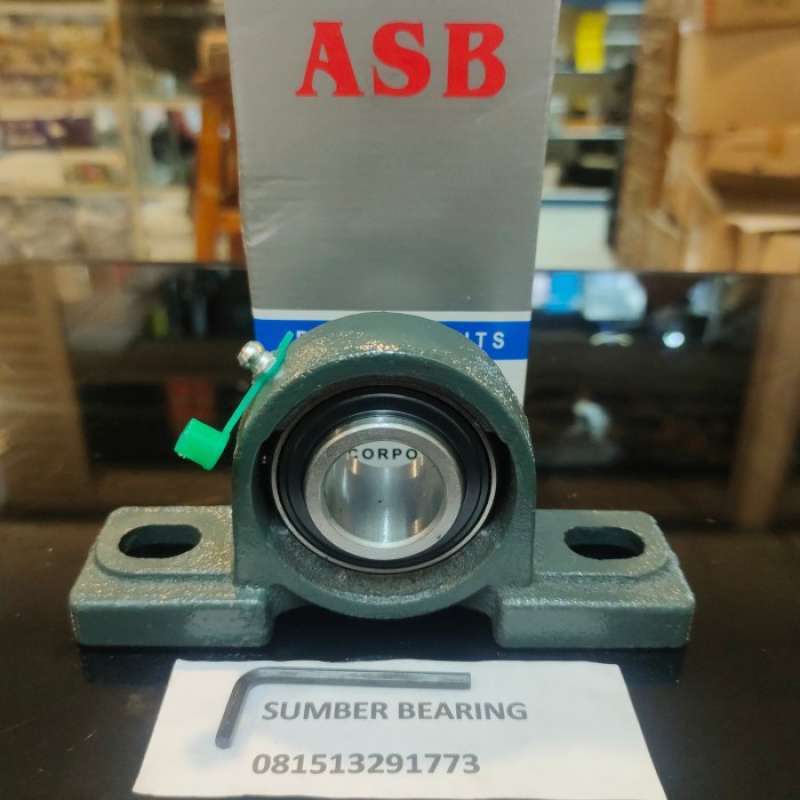 ASB
CORPO
SUMBER BEARING
081513291773